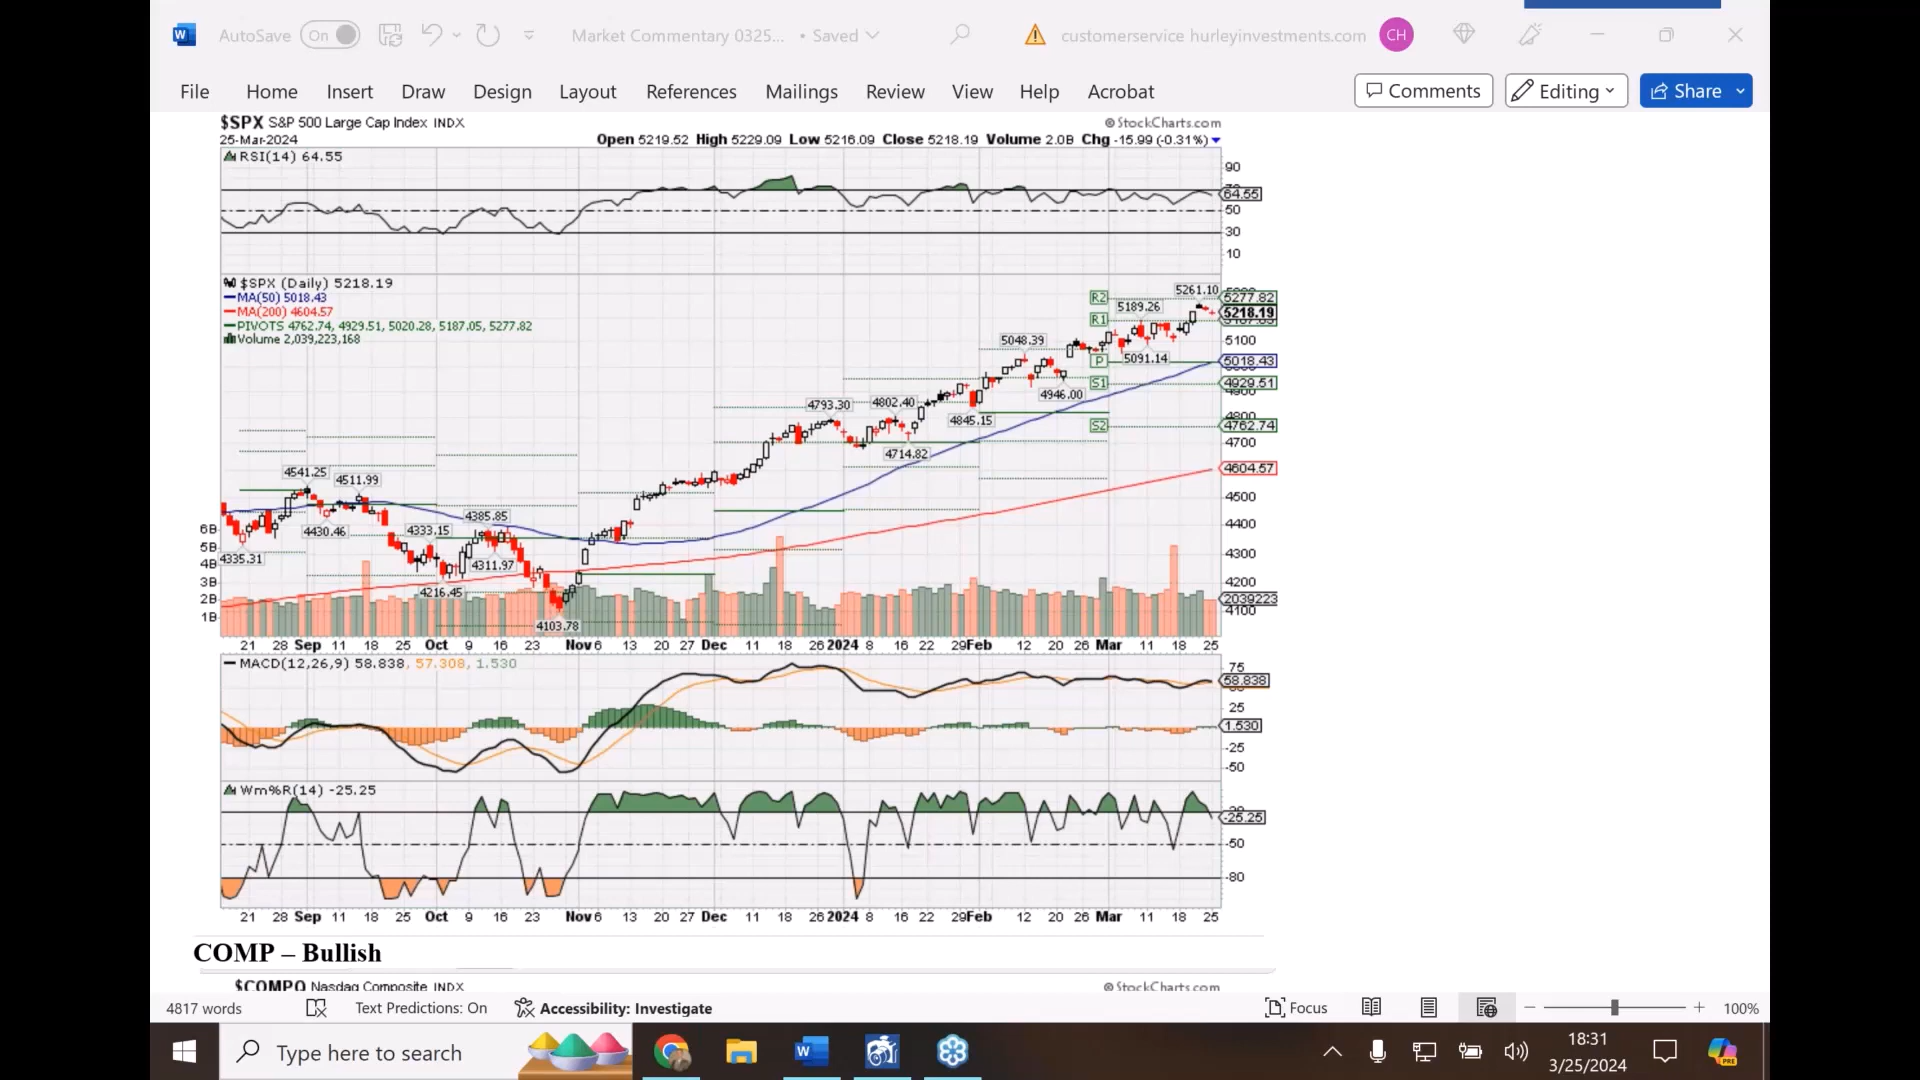 AutoSave On Market Commentary 0325... • Saved customerservice hurleyinvestments.com CH
File Home Insert Draw Design Layout References Mailings Review View Help Acrobat Comments Editing Share
$SPX S&P 500 Large Cap Index INDX © StockCharts.com
25-Mar-2024 Open 5219.52 High 5229.09 Low 5216.09 Close 5218.19 Volume 2.0B Chg -15.99 (-0.31%)
RSI(14) 64.55
90
64.55
50
30
10
$SPX (Daily) 5218.19
MA(50) 5018.43
MA(200) 4604.57
PIVOTS 4762.74, 4929.51, 5020.28, 5187.05, 5277.82
Volume 2,039,223,168
5261.10
R2 5277.82
5189.26
5218.19
R1
5048.39 5100
P 5091.14 5018.43
S1 4929.51
4946.00 4900
4793.30 4802.40 4845.15 4800
S2 4762.74
4714.82 4700
4604.57
4541.25 4511.99 4500
4430.46 4333.15 4385.85 4400
6B
5B
4335.31 4311.97 4300
4B
3B 4200
4216.45
2B 2039223
4100
1B
4103.78
21 28 Sep 11 18 25 Oct 9 16 23 Nov 6 13 20 27 Dec 11 18 26 2024 8 16 22 29 Feb 12 20 26 Mar 11 18 25
MACD(12,26,9) 58.838, 57.308, 1.530
75
58.838
25
1.530
-25
-50
Wm%R(14) -25.25
-25.25
-50
-80
21 28 Sep 11 18 25 Oct 9 16 23 Nov 6 13 20 27 Dec 11 18 26 2024 8 16 22 29 Feb 12 20 26 Mar 11 18 25
COMP – Bullish
$COMPQ Nasdaq Composite INDX © StockCharts.com
4817 words Text Predictions: On Accessibility: Investigate Focus 100%
Type here to search
18:31
3/25/2024
PRE